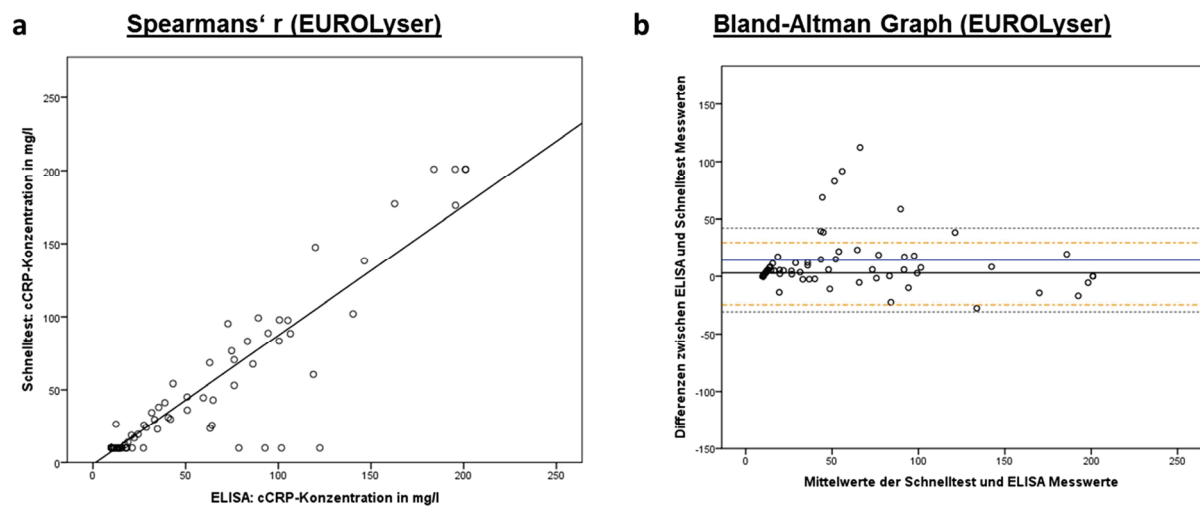 a
Spearmans‘ r (EUROLyser)
Schnelltest: cCRP-Konzentration in mg/l
250
200
150
100
50
0
0 50 100 150 200 250
ELISA: cCRP-Konzentration in mg/l
b
Bland-Altman Graph (EUROLyser)
Differenzen zwischen ELISA und Schnelltest Messwerten
150
100
50
0
-50
-100
-150
0 50 100 150 200 250
Mittelwerte der Schnelltest und ELISA Messwerte